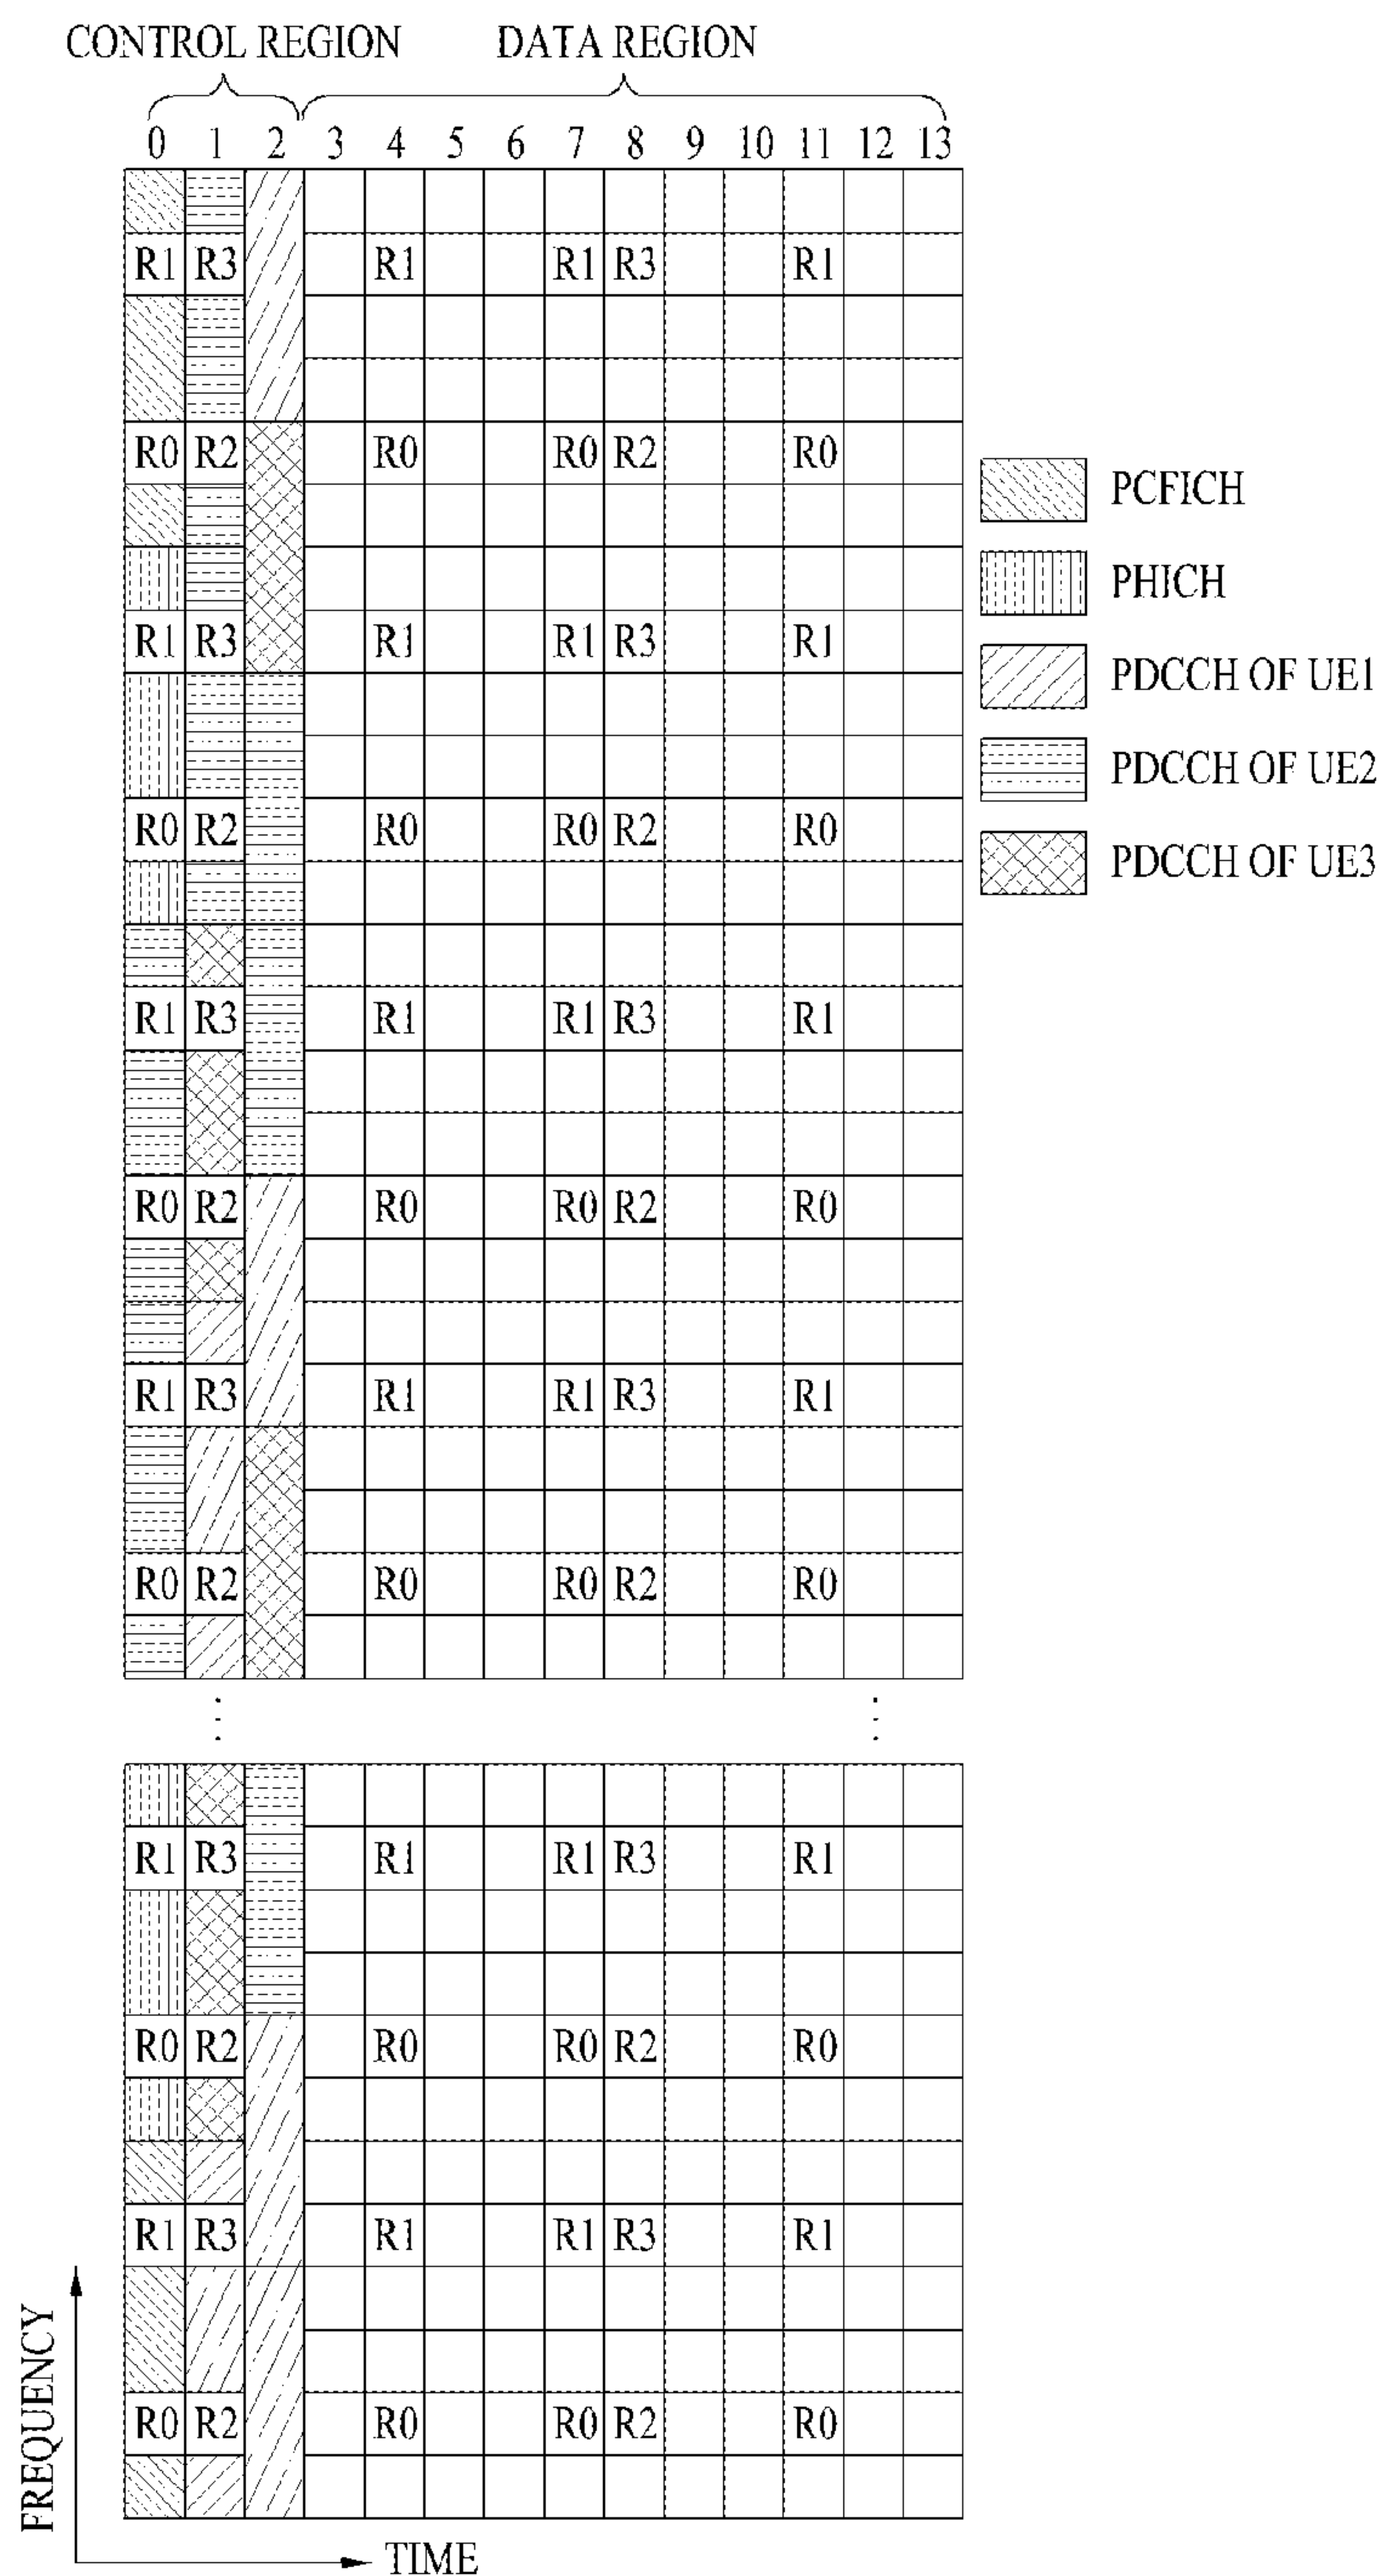 CONTROL REGION DATA REGION
0 1 2 3 4 5 6 7 8 9 10 11 12 13
R1 R3 R1 R1 R3 R1
R0 R2 R0 R0 R2 R0
PCFICH
PHICH
R1 R3 R1 R1 R3 R1
PDCCH OF UE1
PDCCH OF UE2
R0 R2 R0 R0 R2 R0
PDCCH OF UE3
R1 R3 R1 R1 R3 R1
R0 R2 R0 R0 R2 R0
R1 R3 R1 R1 R3 R1
R0 R2 R0 R0 R2 R0
R1 R3 R1 R1 R3 R1
R0 R2 R0 R0 R2 R0
R1 R3 R1 R1 R3 R1
R0 R2 R0 R0 R2 R0
FREQUENCY
TIME